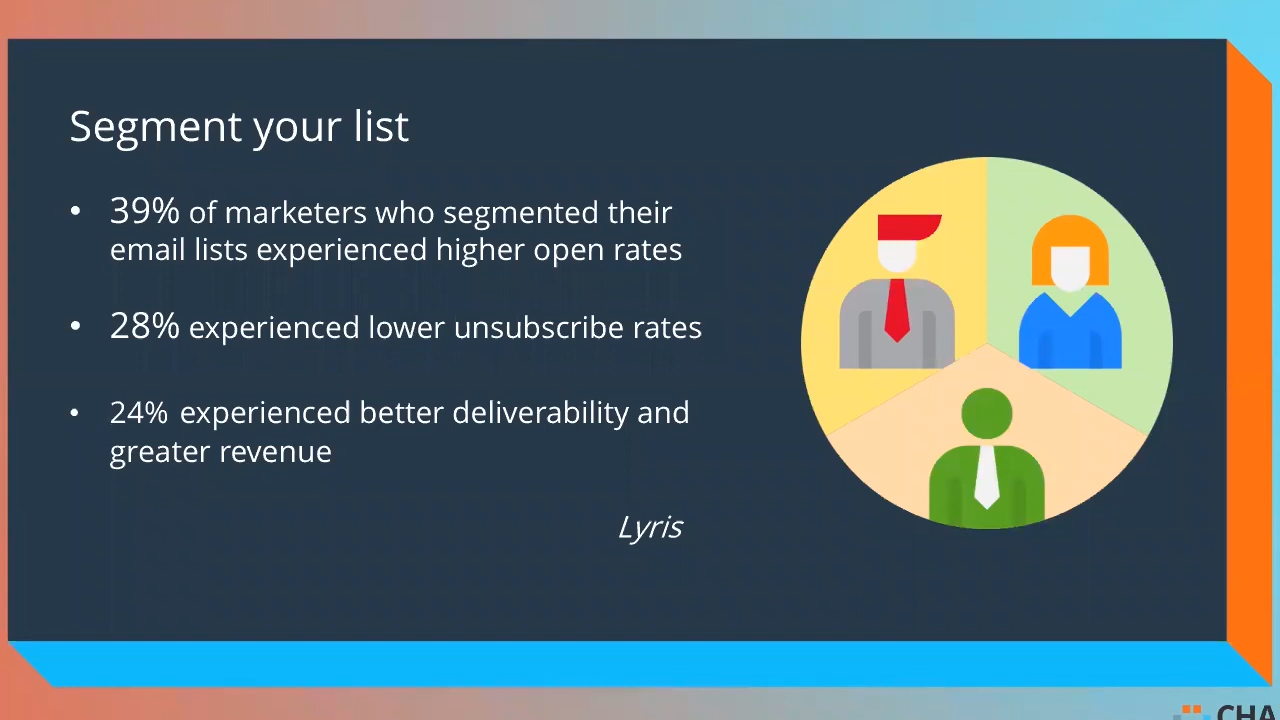 Segment your list
• 39% of marketers who segmented their
email lists experienced higher open rates
• 28% experienced lower unsubscribe rates
• 24% experienced better deliverability and
greater revenue
Lyris
CHA